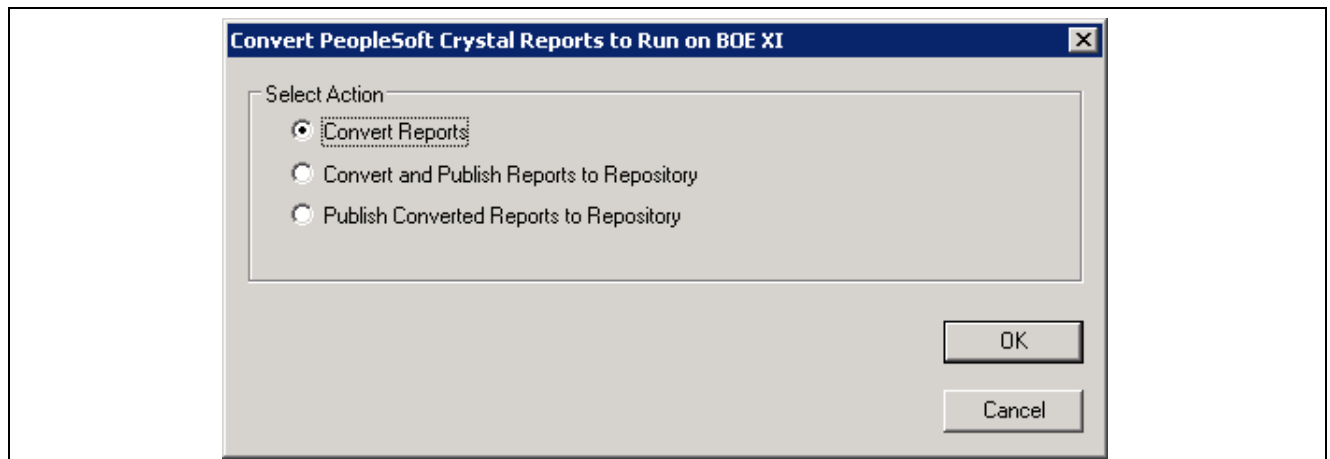 Convert PeopleSoft Crystal Reports to Run on BOE XI
Select Action
Convert Reports
Convert and Publish Reports to Repository
Publish Converted Reports to Repository
OK
Cancel